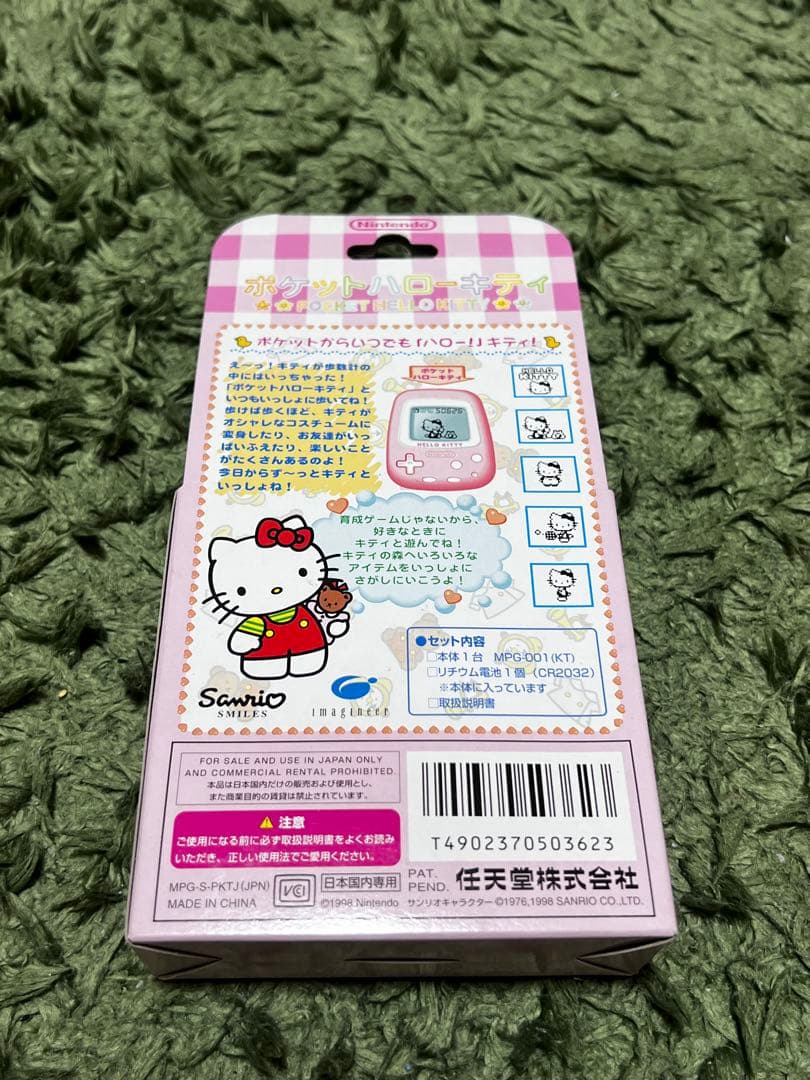 Nintendo
ポケットハローキティ
POCKET HELLO KITTY
ポケットからいつでも「ハロー!」キティ!
え〜っ!キティが歩数計の
中にはいっちゃった!
「ポケットハローキティ」と
いつもいっしょに歩いてね!
歩けば歩くほど、キティが
オシャレなコスチュームに
変身したり、お友達がいっ
ぱいふえたり、楽しいこと
がたくさんあるのよ!
今日からず〜っとキティと
いっしょね!
ポケット
ハローキティ
50626
HELLO KITTY
Nintendo
HELLO
KITTY
育成ゲームじゃないから、
好きなときに
キティと遊んでね!
キティの森へいろいろな
アイテムをいっしょに
さがしにいこうよ!
●セット内容
□本体1台 MPG-001(KT)
□リチウム電池1個(CR2032)
※本体に入っています
□取扱説明書
Sanrio
SMILES
imagineer
FOR SALE AND USE IN JAPAN ONLY
AND COMMERCIAL RENTAL PROHIBITED.
本品は日本国内だけの販売および使用とし、
また商業目的の賃貸は禁止されています。
注意
ご使用になる前に必ず取扱説明書をよくお読み
いただき、正しい使用法でご愛用ください。
T4902370503623
MPG-S-PKTJ(JPN)
MADE IN CHINA
VCI
日本国内専用
PAT.
PEND.
任天堂株式会社
©1998 Nintendo サンリオキャラクター ©1976,1998 SANRIO CO.,LTD.